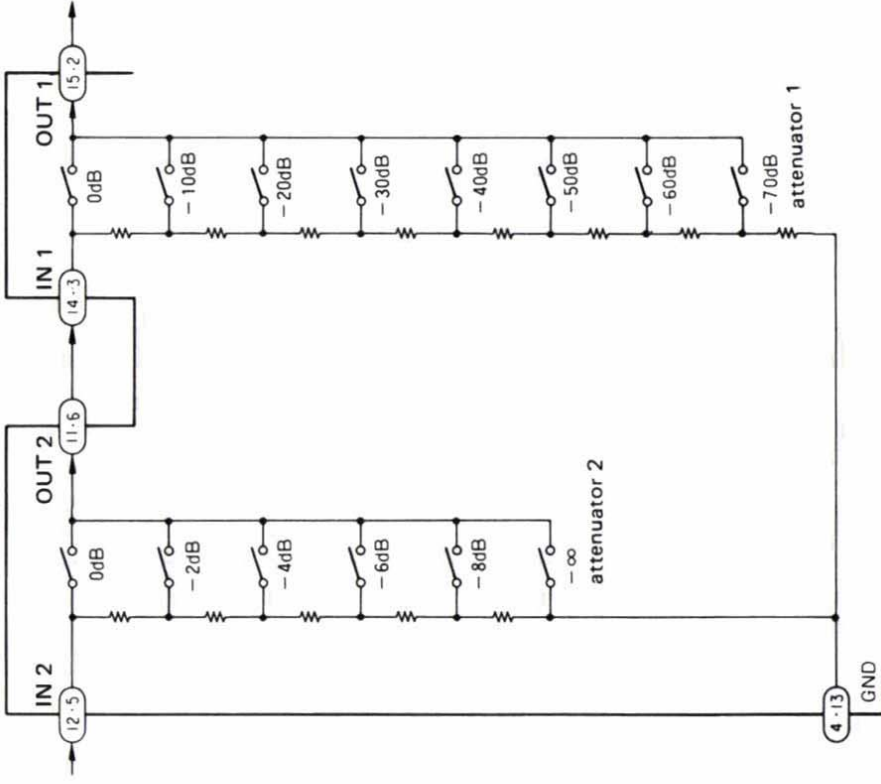 IN 2
OUT 2
IN 1
OUT 1
12·5
11·6
14·3
15·2
0dB
−2dB
−4dB
−6dB
−8dB
−∞
attenuator 2
0dB
−10dB
−20dB
−30dB
−40dB
−50dB
−60dB
−70dB
attenuator 1
4·13
GND